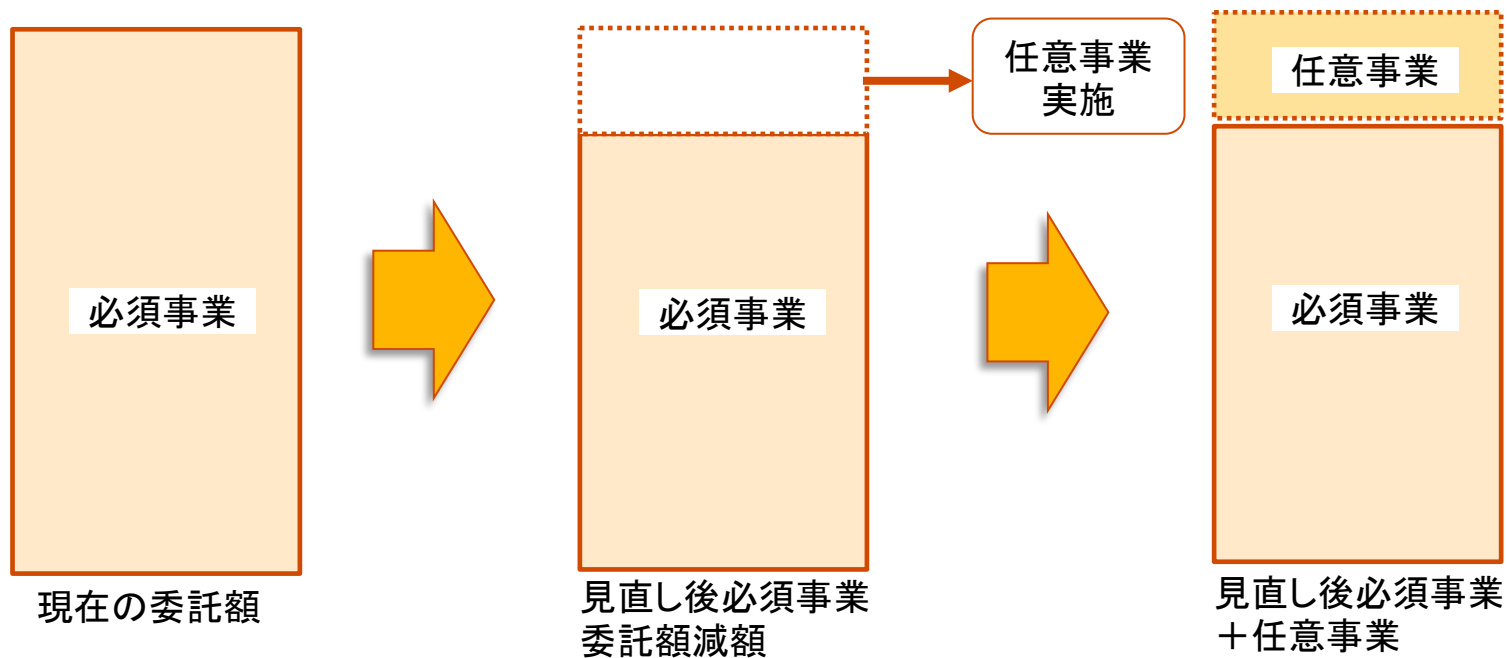 必須事業
現在の委託額
必須事業
見直し後必須事業
委託額減額
任意事業
実施
任意事業
必須事業
見直し後必須事業
＋任意事業